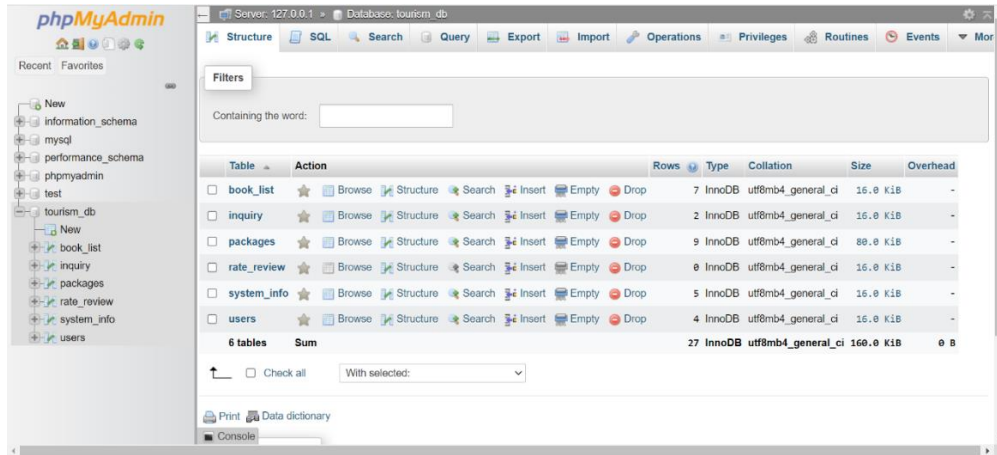 phpMyAdmin
Recent Favorites
New
information_schema
mysql
performance_schema
phpmyadmin
test
tourism_db
New
book_list
inquiry
packages
rate_review
system_info
users
Server: 127.0.0.1 » Database: tourism_db
Structure SQL Search Query Export Import Operations Privileges Routines Events Mor
Filters
Containing the word:
Table Action Rows Type Collation Size Overhead
book_list Browse Structure Search Insert Empty Drop 7 InnoDB utf8mb4_general_ci 16.0 KiB -
inquiry Browse Structure Search Insert Empty Drop 2 InnoDB utf8mb4_general_ci 16.0 KiB -
packages Browse Structure Search Insert Empty Drop 9 InnoDB utf8mb4_general_ci 80.0 KiB -
rate_review Browse Structure Search Insert Empty Drop 0 InnoDB utf8mb4_general_ci 16.0 KiB -
system_info Browse Structure Search Insert Empty Drop 5 InnoDB utf8mb4_general_ci 16.0 KiB -
users Browse Structure Search Insert Empty Drop 4 InnoDB utf8mb4_general_ci 16.0 KiB -
6 tables Sum 27 InnoDB utf8mb4_general_ci 160.0 KiB 0 B
Check all With selected:
Print Data dictionary
Console